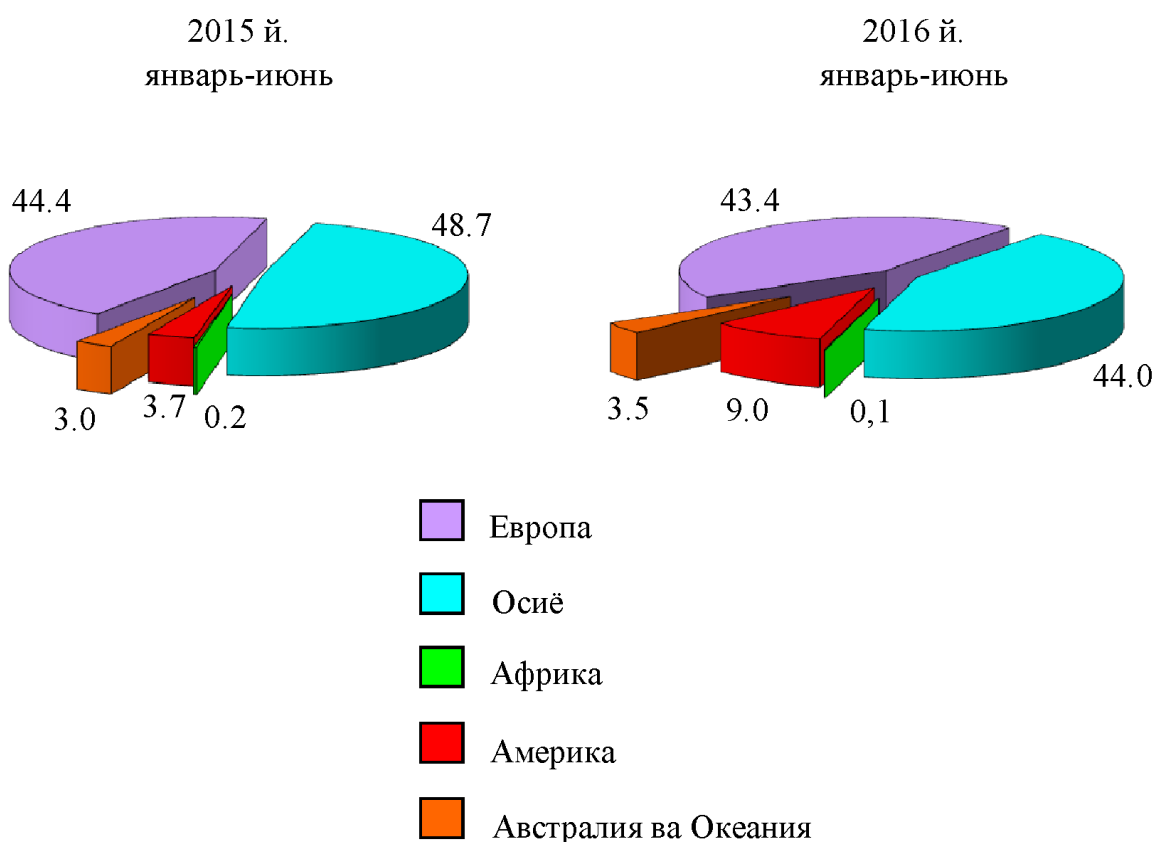 2015 й.
январь-июнь
2016 й.
январь-июнь
44.4
48.7
3.0
3.7
0.2
43.4
44.0
3.5
9.0
0,1
Европа
Осиё
Африка
Америка
Австралия ва Океания